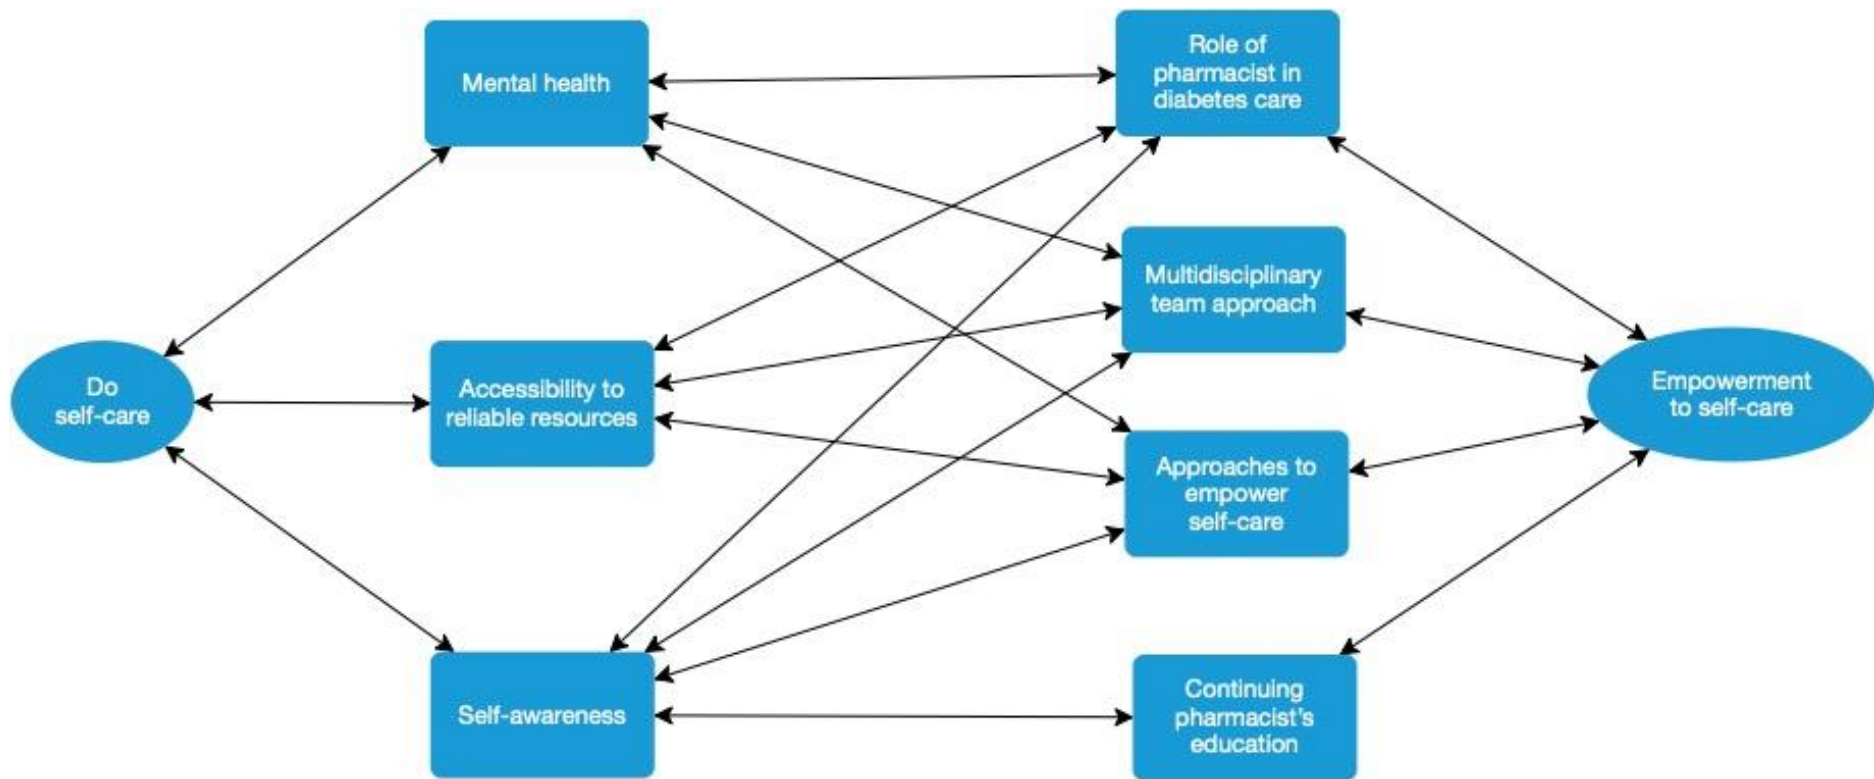 Mental health
Role of
pharmacist in
diabetes care
Multidisciplinary
team approach
Do
self-care
Accessibility to
reliable resources
Empowerment
to self-care
Approaches to
empower
self-care
Self-awareness
Continuing
pharmacist's
education